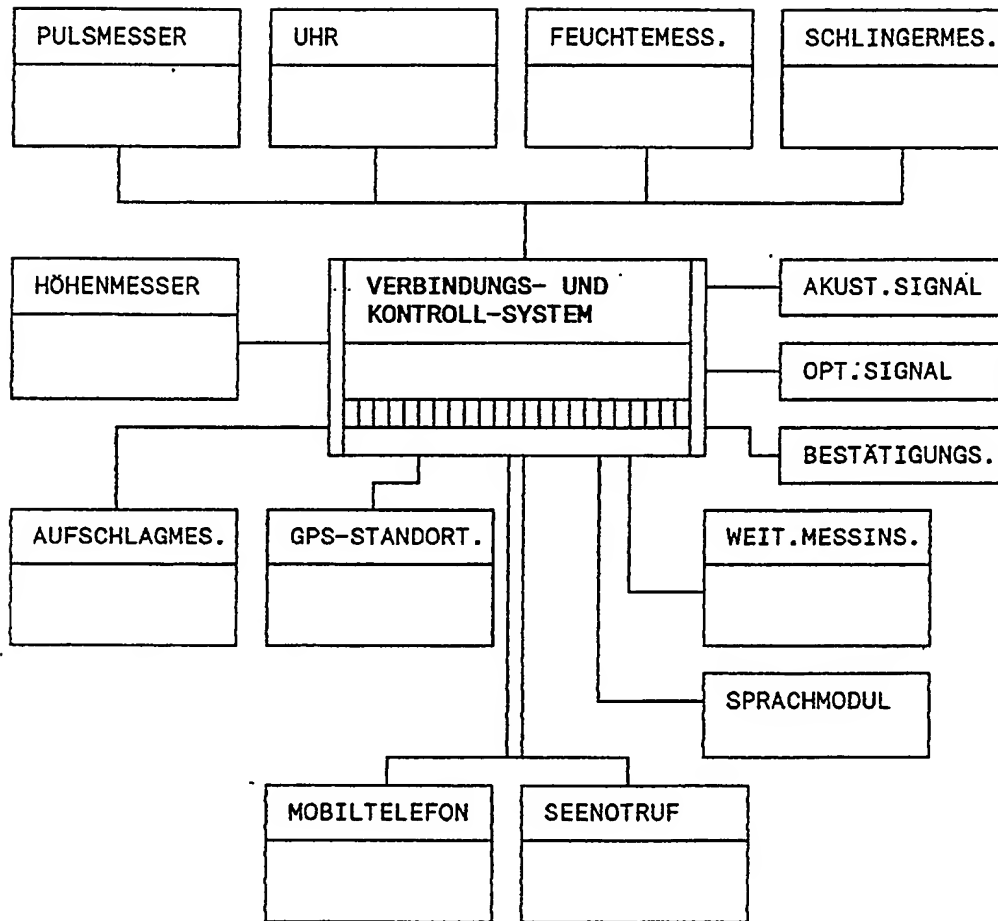 PULSMESSER
UHR
FEUCHTEMESS.
SCHLINGERMES.
HÖHENMESSER
VERBINDUNGS- UND
KONTROLL-SYSTEM
AKUST.SIGNAL
OPT.SIGNAL
BESTÄTIGUNGS.
AUFSCHLAGMES.
GPS-STANDORT.
WEIT.MESSINS.
SPRACHMODUL
MOBILTELEFON
SEENOTRUF